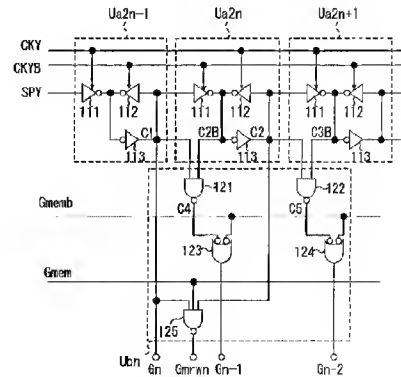 Ua2n-1 Ua2n Ua2n+1
CKY
CKYB
SPY
111 112 111 112 111 112
C1 C2B C2 C3B
113 113 113
121 122
Gmemb C4 C5
123 124
Gmem
125
Ubn
Gn Gmrwn Gn-1 Gn-2